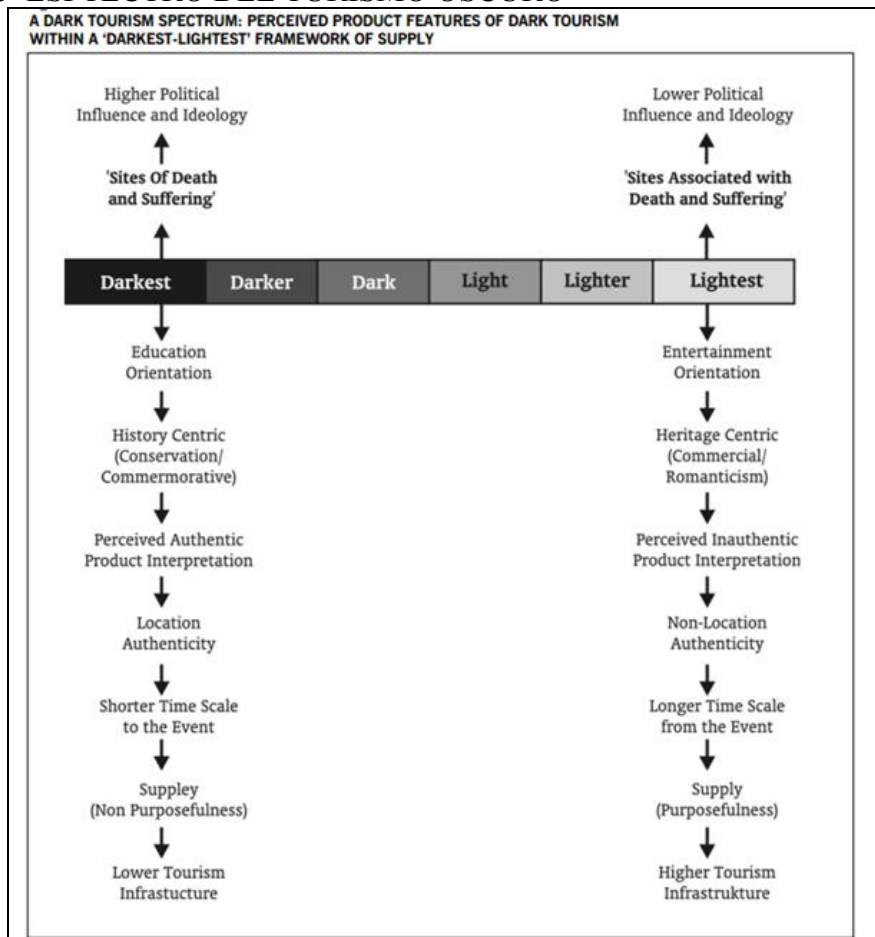 ESPECTRO DEL TURISMO OSCURO
A DARK TOURISM SPECTRUM: PERCEIVED PRODUCT FEATURES OF DARK TOURISM
WITHIN A ‘DARKEST-LIGHTEST’ FRAMEWORK OF SUPPLY
Higher Political
Influence and Ideology
Lower Political
Influence and Ideology
'Sites Of Death
and Suffering'
'Sites Associated with
Death and Suffering'
Darkest Darker Dark Light Lighter Lightest
Education
Orientation
Entertainment
Orientation
History Centric
(Conservation/
Commermorative)
Heritage Centric
(Commercial/
Romanticism)
Perceived Authentic
Product Interpretation
Perceived Inauthentic
Product Interpretation
Location
Authenticity
Non-Location
Authenticity
Shorter Time Scale
to the Event
Longer Time Scale
from the Event
Suppley
(Non Purposefulness)
Supply
(Purposefulness)
Lower Tourism
Infrastucture
Higher Tourism
Infrastrukture